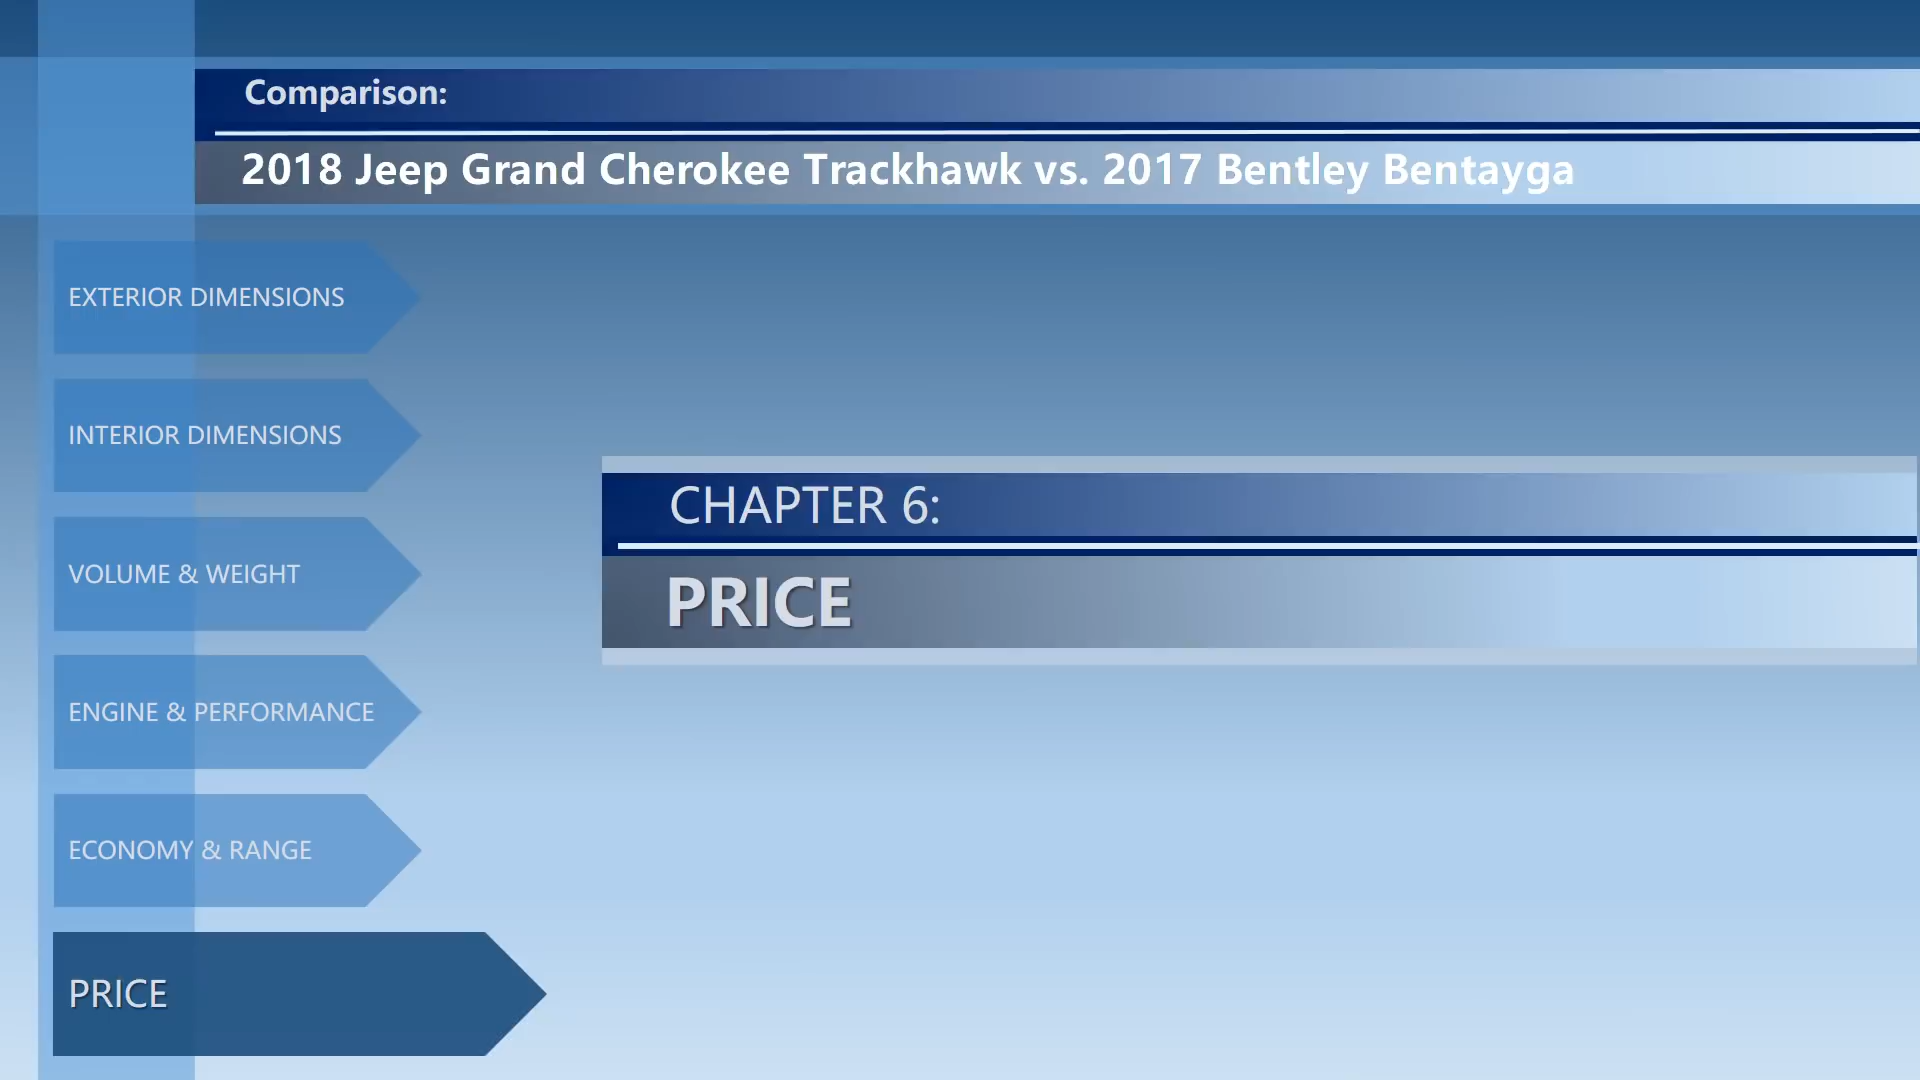 Comparison:
2018 Jeep Grand Cherokee Trackhawk vs. 2017 Bentley Bentayga
EXTERIOR DIMENSIONS
INTERIOR DIMENSIONS
VOLUME & WEIGHT
ENGINE & PERFORMANCE
ECONOMY & RANGE
PRICE
CHAPTER 6:
PRICE